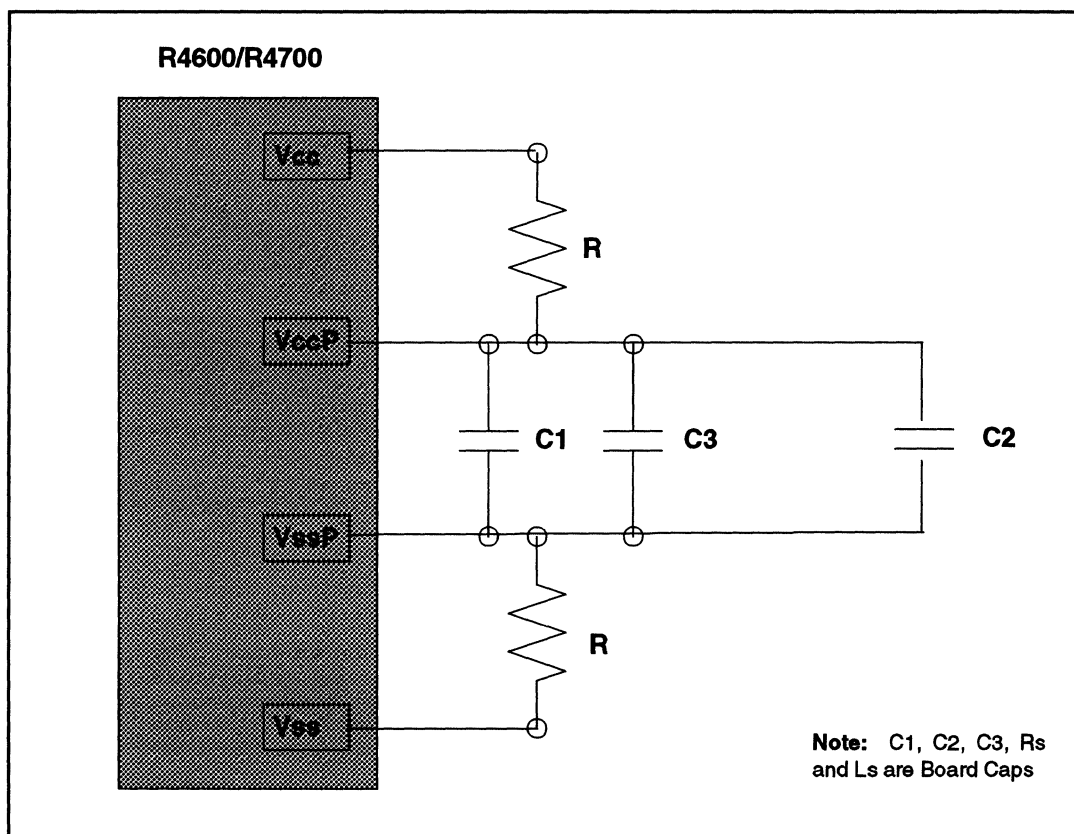 R4600/R4700
Vcc
R
VccP
C1
C3
C2
VssP
R
Vss
Note: C1, C2, C3, Rs
and Ls are Board Caps